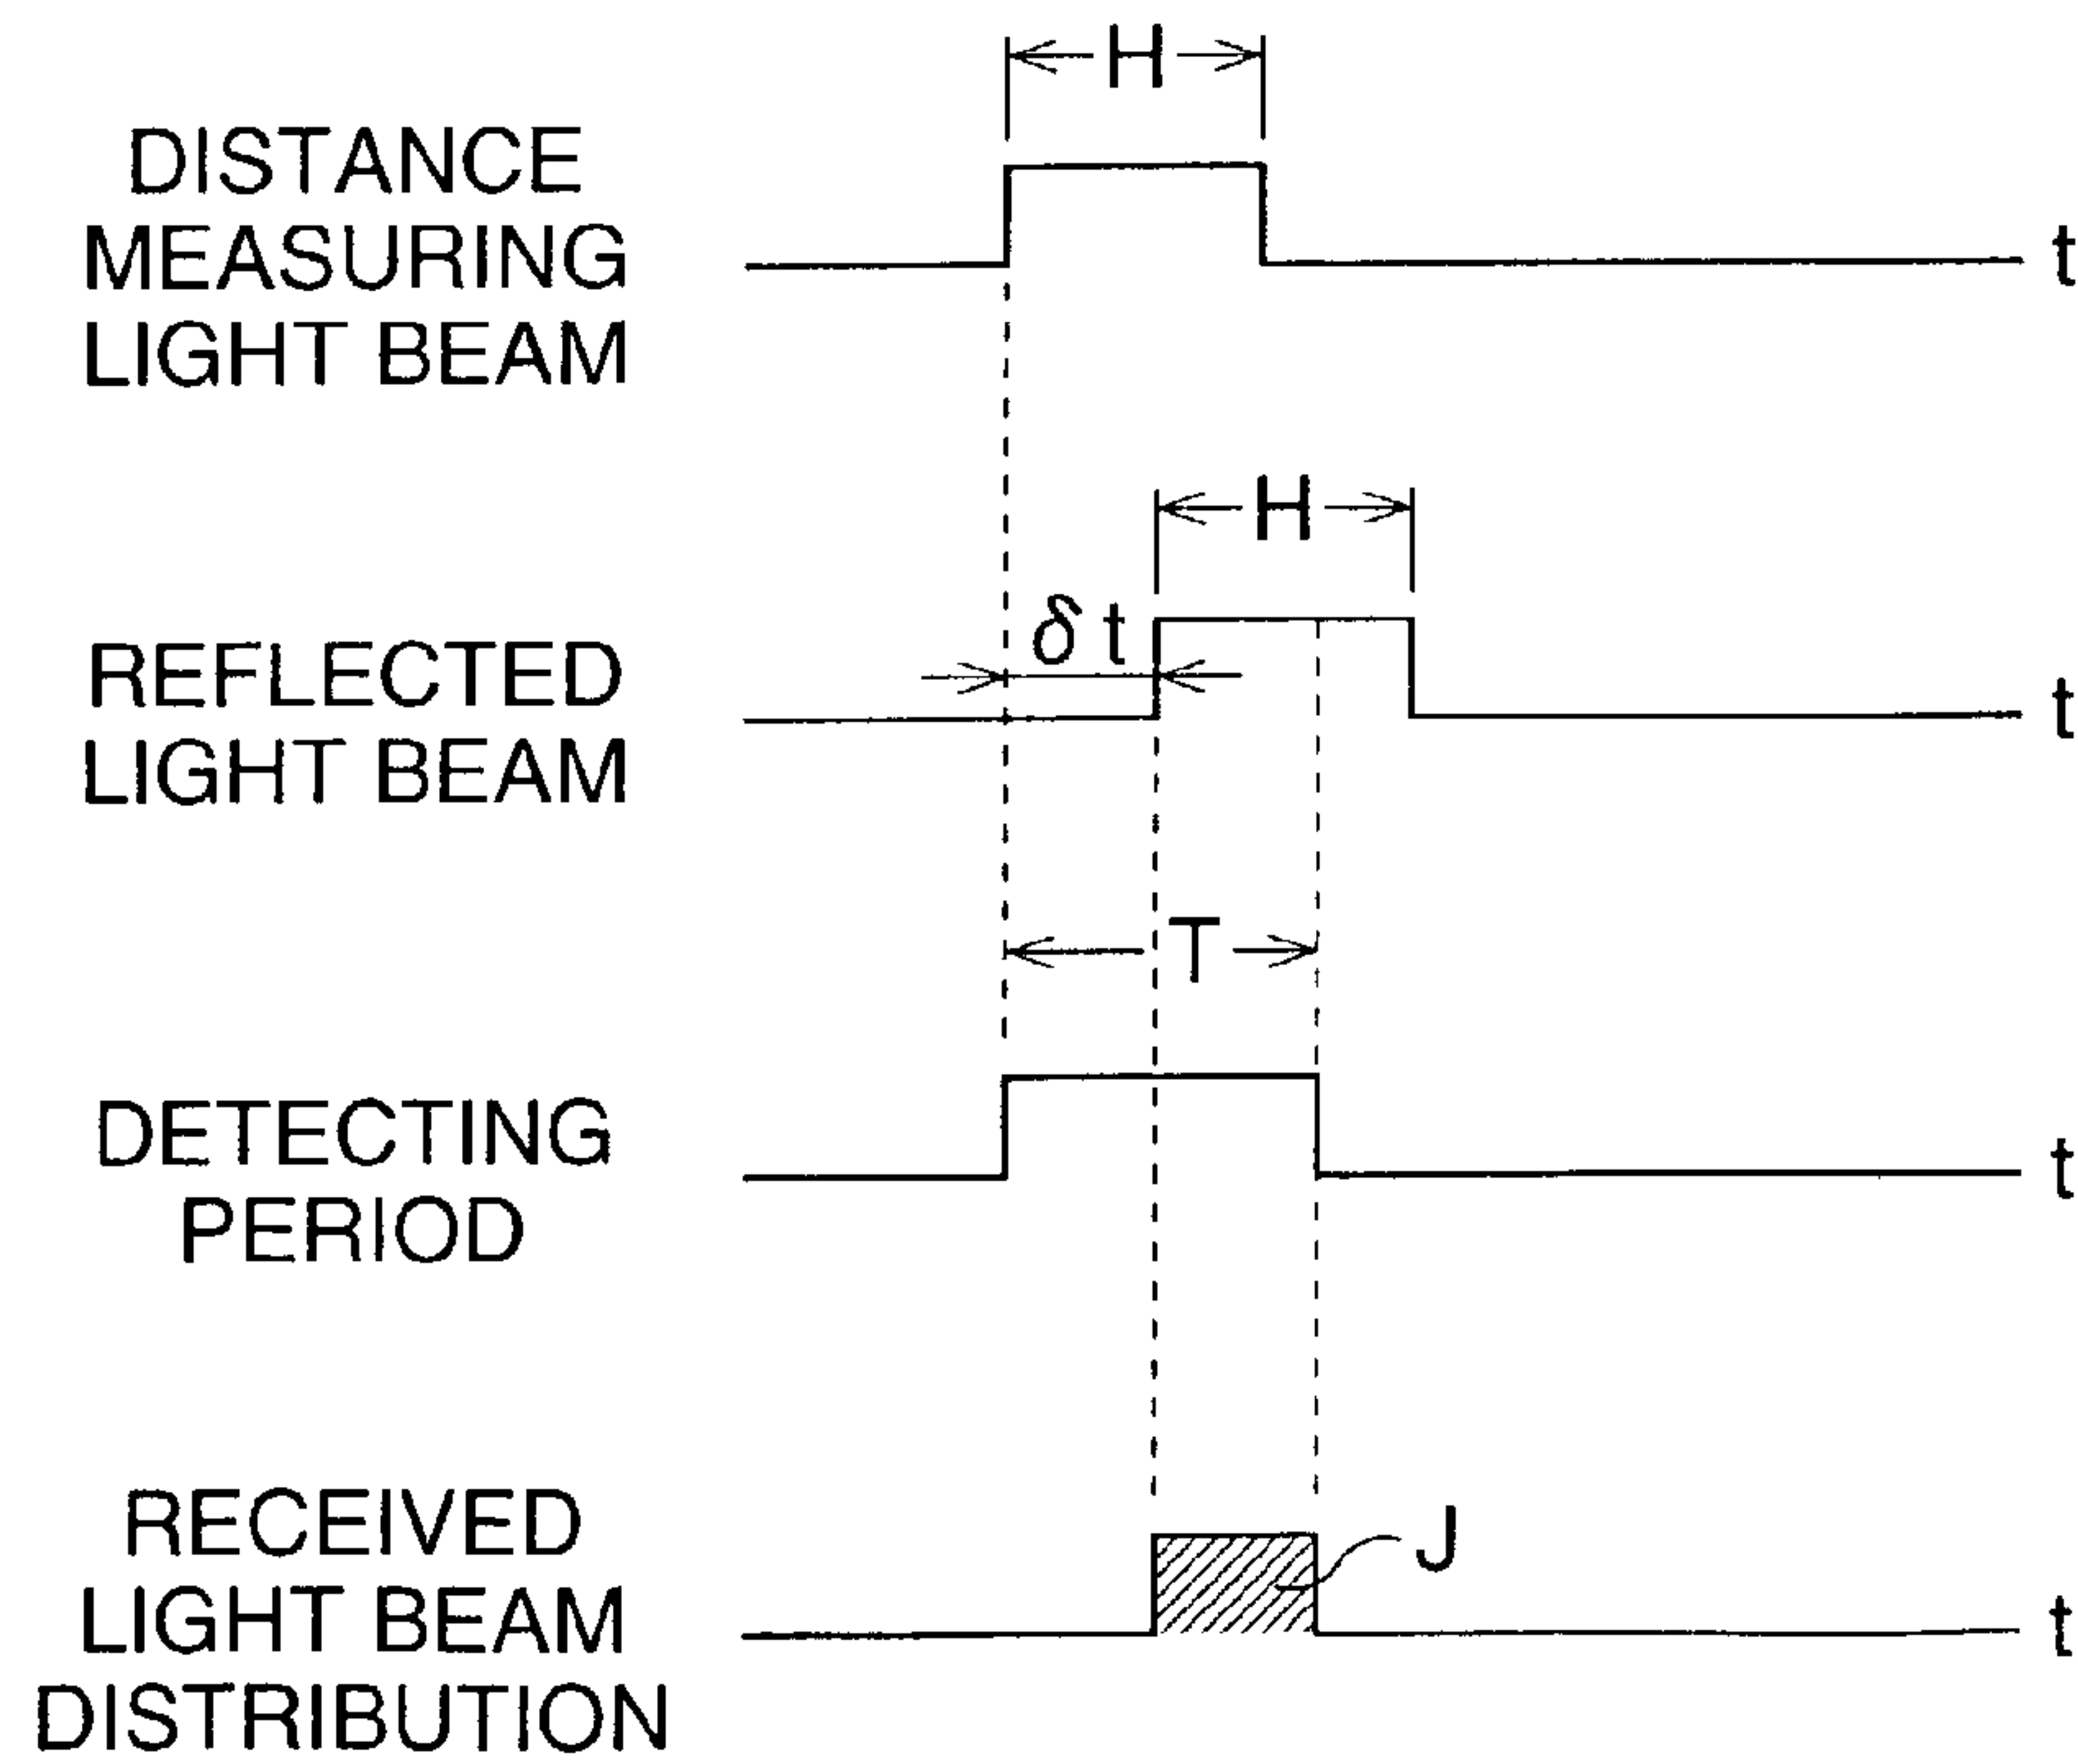 H
DISTANCE
MEASURING
LIGHT BEAM
t
H
δt
REFLECTED
LIGHT BEAM
t
T
DETECTING
PERIOD
t
RECEIVED
LIGHT BEAM
DISTRIBUTION
J
t